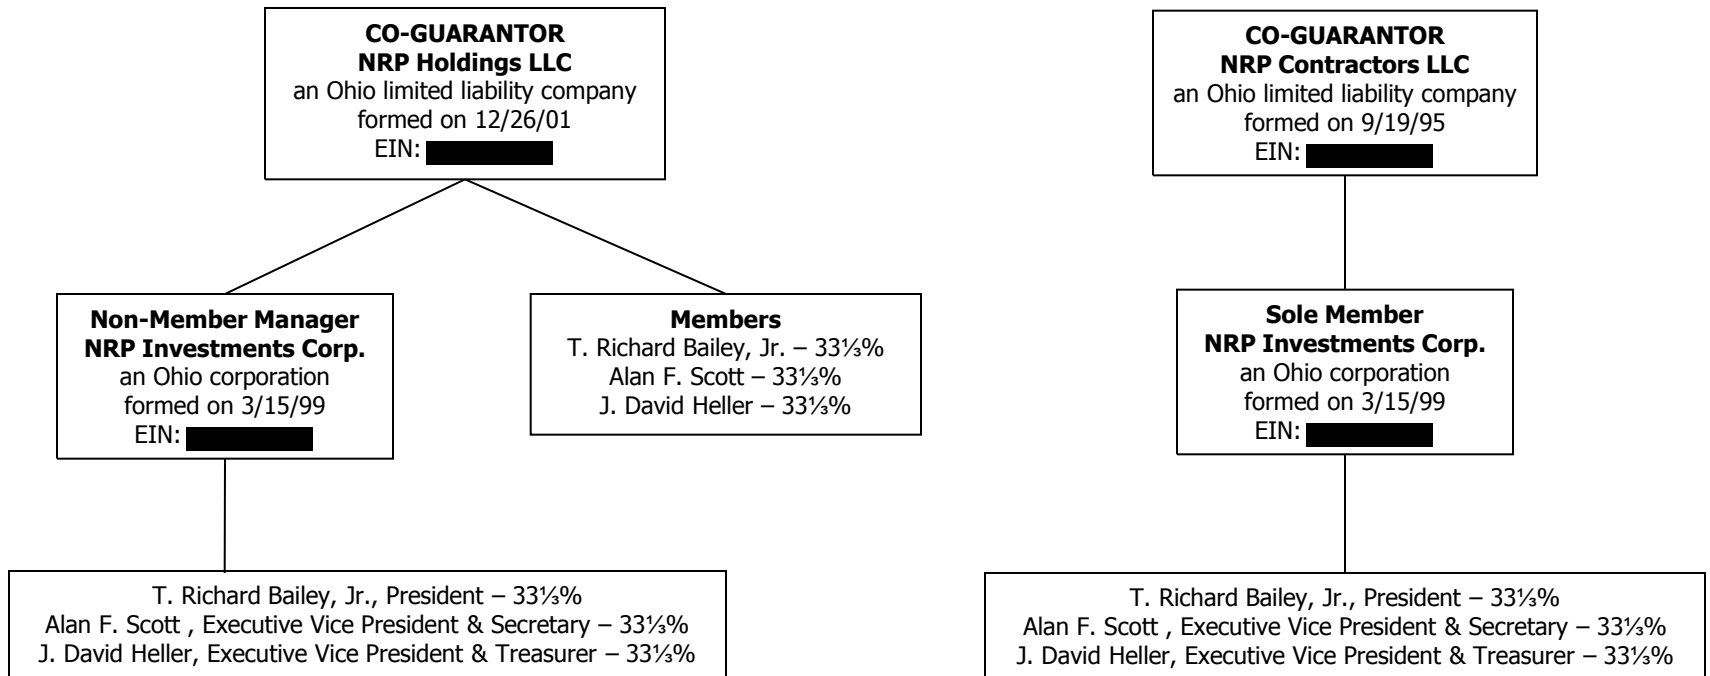 CO-GUARANTOR
NRP Holdings LLC
an Ohio limited liability company
formed on 12/26/01
EIN:
CO-GUARANTOR
NRP Contractors LLC
an Ohio limited liability company
formed on 9/19/95
EIN:
Non-Member Manager
NRP Investments Corp.
an Ohio corporation
formed on 3/15/99
EIN:
Members
T. Richard Bailey, Jr. – 33⅓%
Alan F. Scott – 33⅓%
J. David Heller – 33⅓%
Sole Member
NRP Investments Corp.
an Ohio corporation
formed on 3/15/99
EIN:
T. Richard Bailey, Jr., President – 33⅓%
Alan F. Scott , Executive Vice President & Secretary – 33⅓%
J. David Heller, Executive Vice President & Treasurer – 33⅓%
T. Richard Bailey, Jr., President – 33⅓%
Alan F. Scott , Executive Vice President & Secretary – 33⅓%
J. David Heller, Executive Vice President & Treasurer – 33⅓%